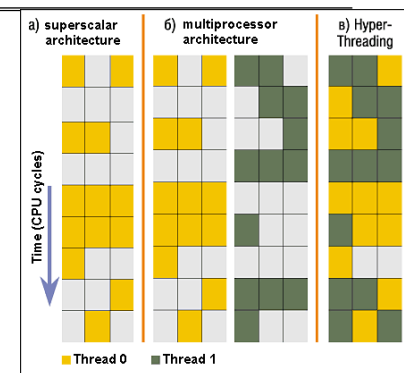 а) superscalar
architecture
б) multiprocessor
architecture
в) Hyper-
Threading
Time (CPU cycles)
Thread 0
Thread 1